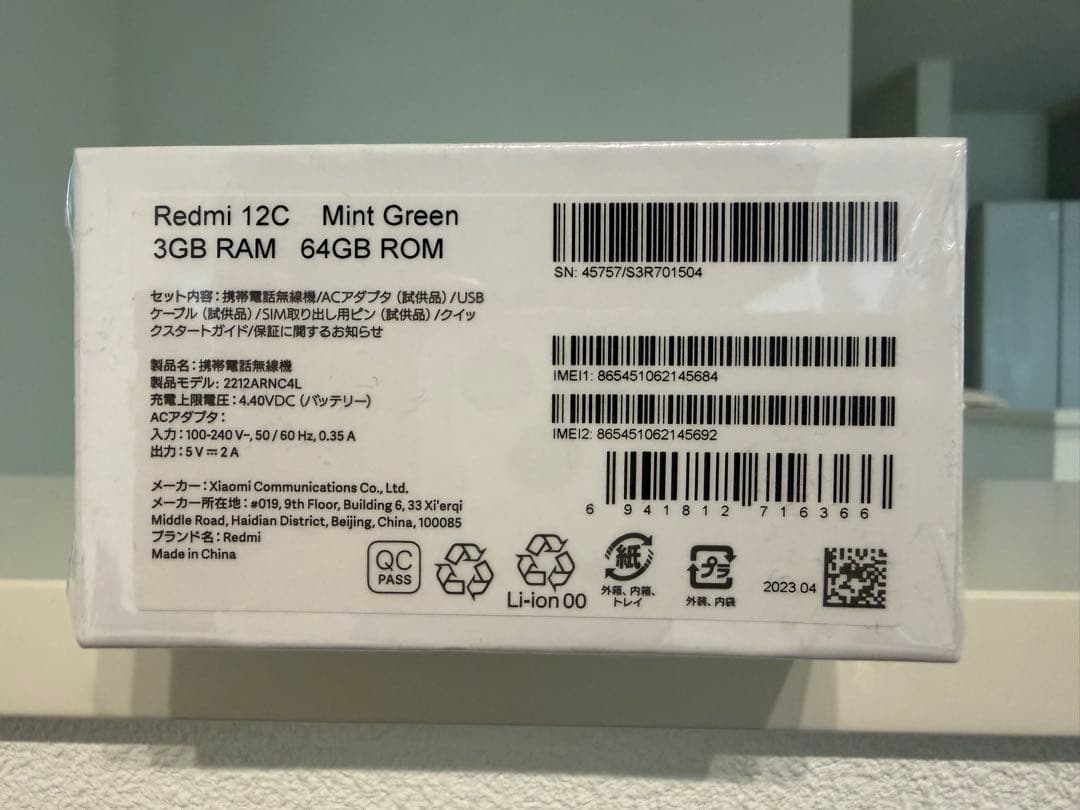 Redmi 12C Mint Green
3GB RAM 64GB ROM
セット内容：携帯電話無線機/ACアダプタ（試供品）/USB
ケーブル（試供品）/SIM取り出し用ピン（試供品）/クイッ
クスタートガイド/保証に関するお知らせ
製品名：携帯電話無線機
製品モデル：2212ARNC4L
充電上限電圧：4.40VDC（バッテリー）
ACアダプタ：
入力：100-240 V~, 50 / 60 Hz, 0.35 A
出力：5 V ⎓ 2 A
メーカー：Xiaomi Communications Co., Ltd.
メーカー所在地：#019, 9th Floor, Building 6, 33 Xi'erqi
Middle Road, Haidian District, Beijing, China, 100085
ブランド名：Redmi
Made in China
SN: 45757/S3R701504
IMEI1: 865451062145684
IMEI2: 865451062145692
6 941812 716366
QC
PASS
Li-ion 00
紙
外箱、内箱、
トレイ
プラ
外装、内袋
2023.04